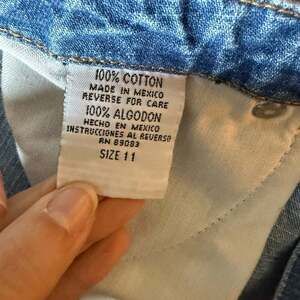 100% COTTON
MADE IN MEXICO
REVERSE FOR CARE
100% ALGODON
HECHO EN MEXICO
INSTRUCCIONES AL REVERSO
RN 89083
SIZE 11